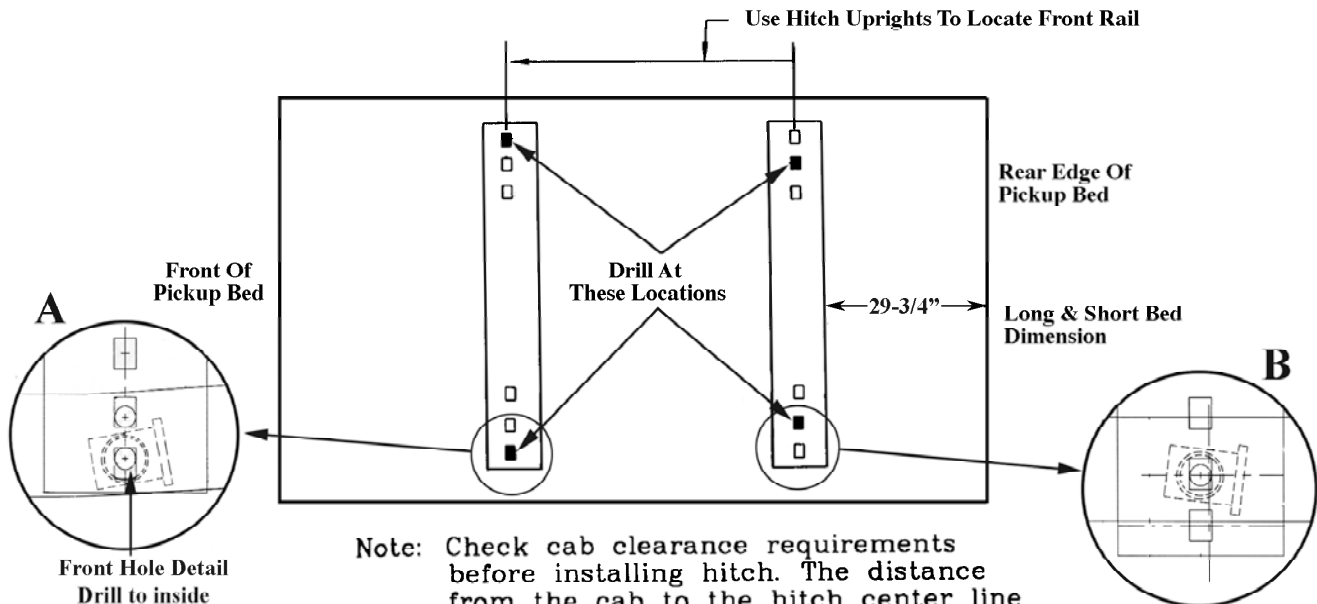 Use Hitch Uprights To Locate Front Rail
Rear Edge Of
Pickup Bed
Front Of
Pickup Bed
Drill At
These Locations
29-3/4”
Long & Short Bed
Dimension
A
B
Front Hole Detail
Drill to inside
Note: Check cab clearance requirements
before installing hitch. The distance
from the cab to the hitch center line